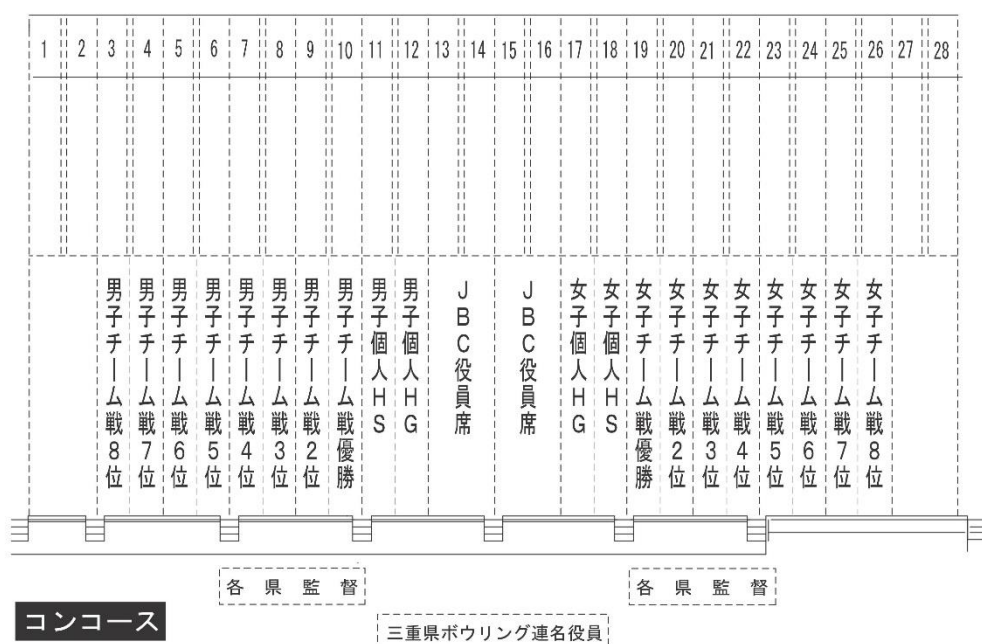 1 2 3 4 5 6 7 8 9 10 11 12 13 14 15 16 17 18 19 20 21 22 23 24 25 26 27 28
男子チーム戦8位
男子チーム戦7位
男子チーム戦6位
男子チーム戦5位
男子チーム戦4位
男子チーム戦3位
男子チーム戦2位
男子チーム戦優勝
男子個人HS
男子個人HG
JBC役員席
JBC役員席
女子個人HG
女子個人HS
女子チーム戦優勝
女子チーム戦2位
女子チーム戦3位
女子チーム戦4位
女子チーム戦5位
女子チーム戦6位
女子チーム戦7位
女子チーム戦8位
各県監督
各県監督
コンコース
三重県ボウリング連名役員